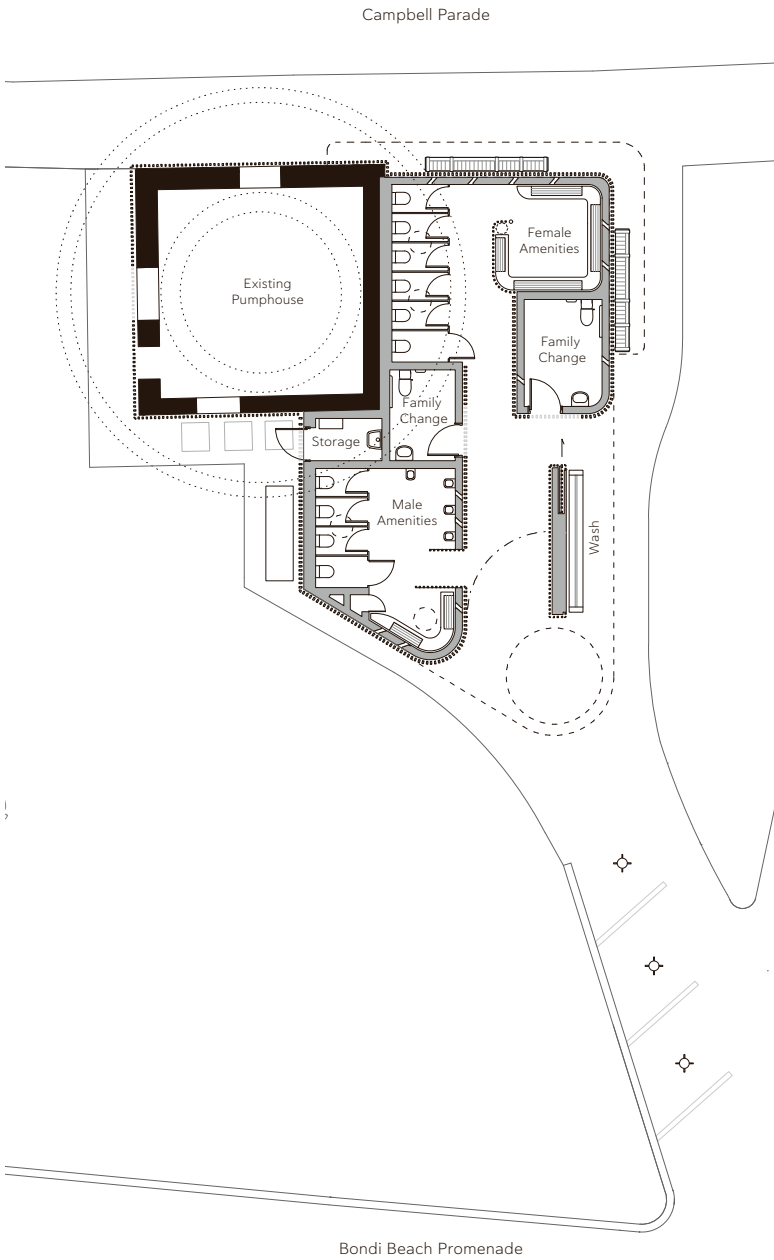 Campbell Parade
Female
Amenities
Existing
Pumphouse
Family
Change
Family
Change
Storage
Male
Amenities
Wash
Bondi Beach Promenade